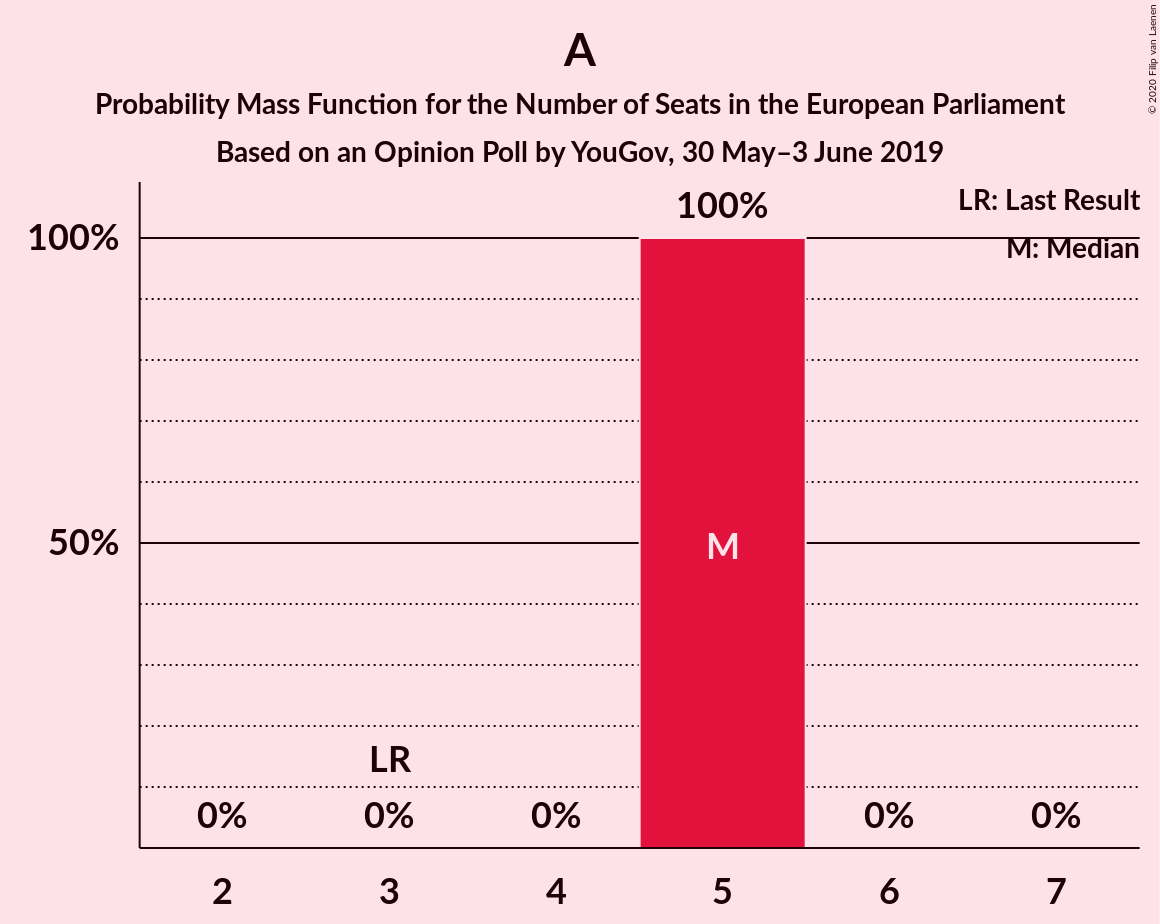 A
Probability Mass Function for the Number of Seats in the European Parliament
Based on an Opinion Poll by YouGov, 30 May–3 June 2019
© 2020 Filip van Laenen
LR: Last Result
M: Median
100%
100%
50%
M
LR
0% 0% 0% 0% 0%
2 3 4 5 6 7